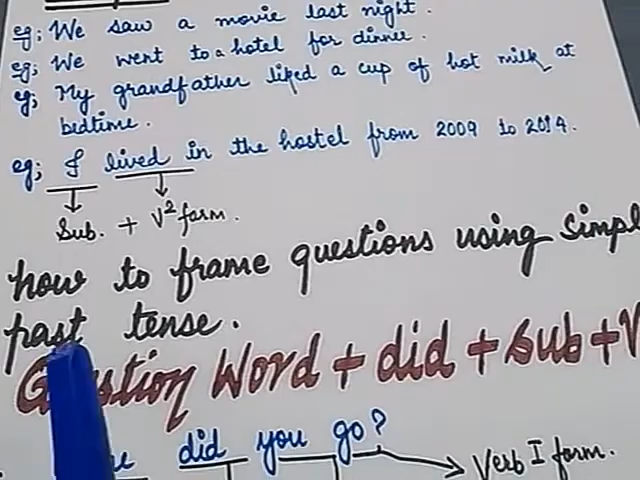 eg; We saw a movie last night.
eg; We went to a hotel for dinner.
eg; My grandfather liked a cup of hot milk at
bedtime.
eg; I lived in the hostel from 2009 to 2014.
Sub. + V² form.
how to frame questions using simpl
past tense.
Question Word + did + sub + V
did you go?
Verb I form.